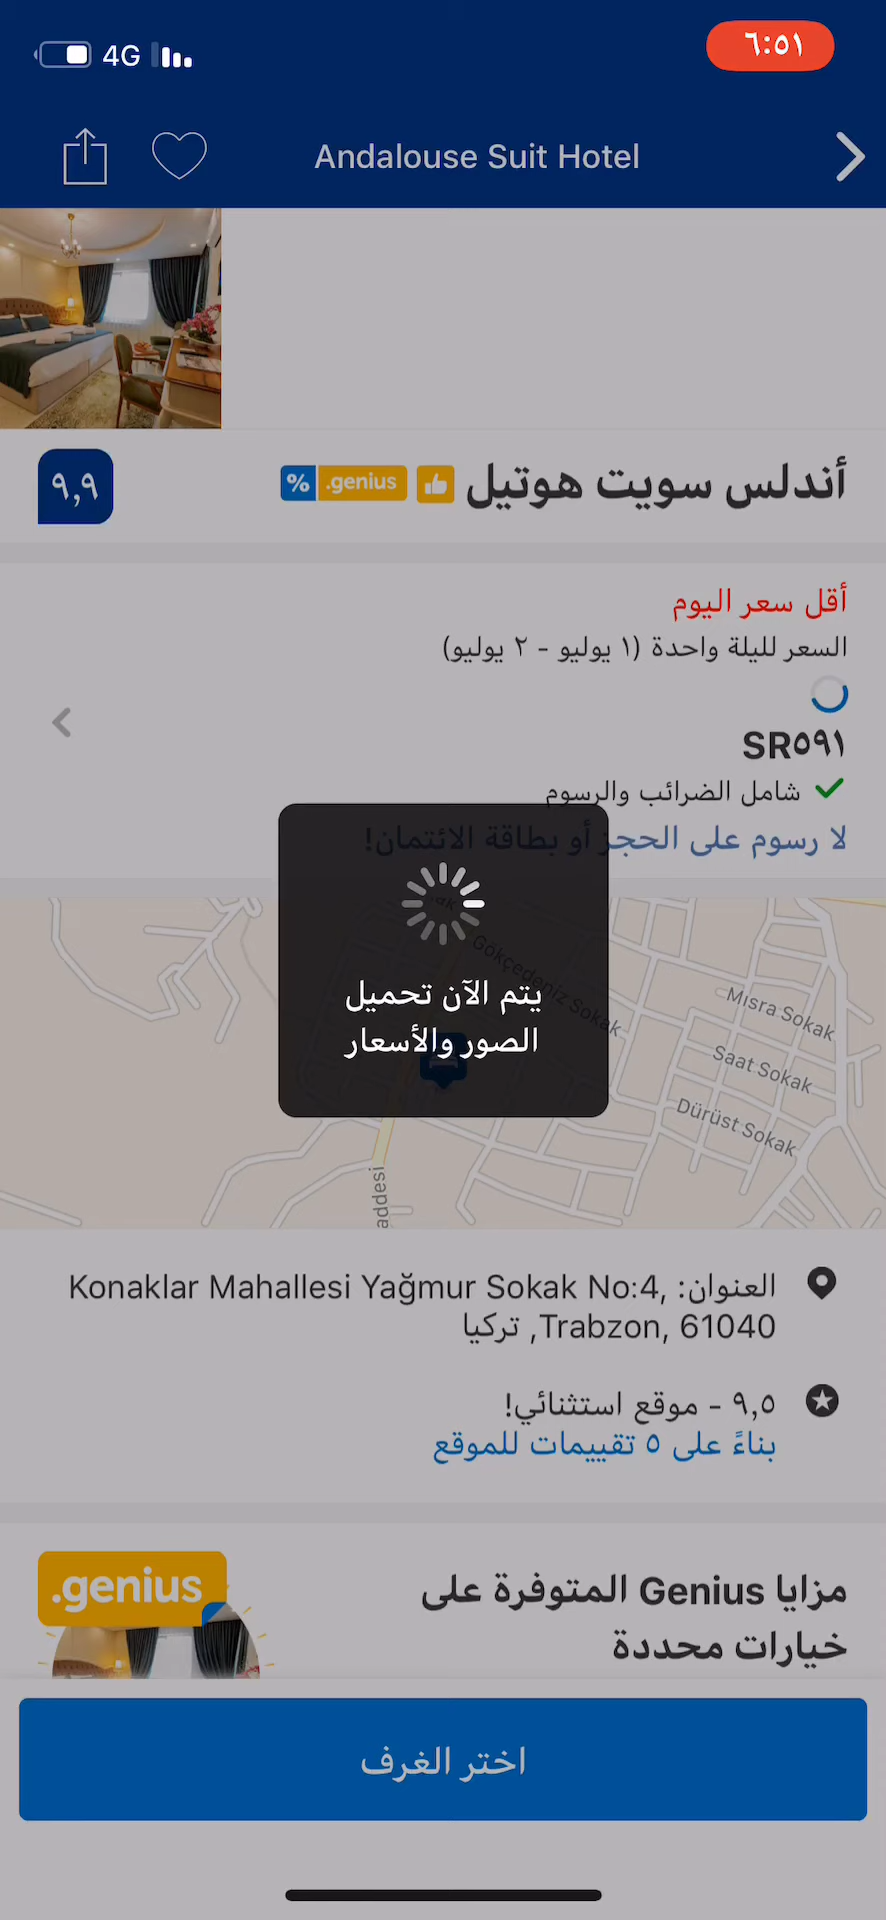 4G
٦:٥١
Andalouse Suit Hotel
أندلس سويت هوتيل
% genius.
٩,٩
أقل سعر اليوم
السعر لليلة واحدة (١ يوليو - ٢ يوليو)
SR٥٩١
شامل الضرائب والرسوم
لا رسوم على الحجز أو بطاقة الائتمان!
يتم الآن تحميل
الصور والأسعار
Gökçedeniz Sokak
Mısra Sokak
Saat Sokak
Dürüst Sokak
addesi
العنوان: Konaklar Mahallesi Yağmur Sokak No:4,
Trabzon, 61040, تركيا
٩,٥ - موقع استثنائي!
بناءً على ٥ تقييمات للموقع
genius.
مزايا Genius المتوفرة على
خيارات محددة
اختر الغرف